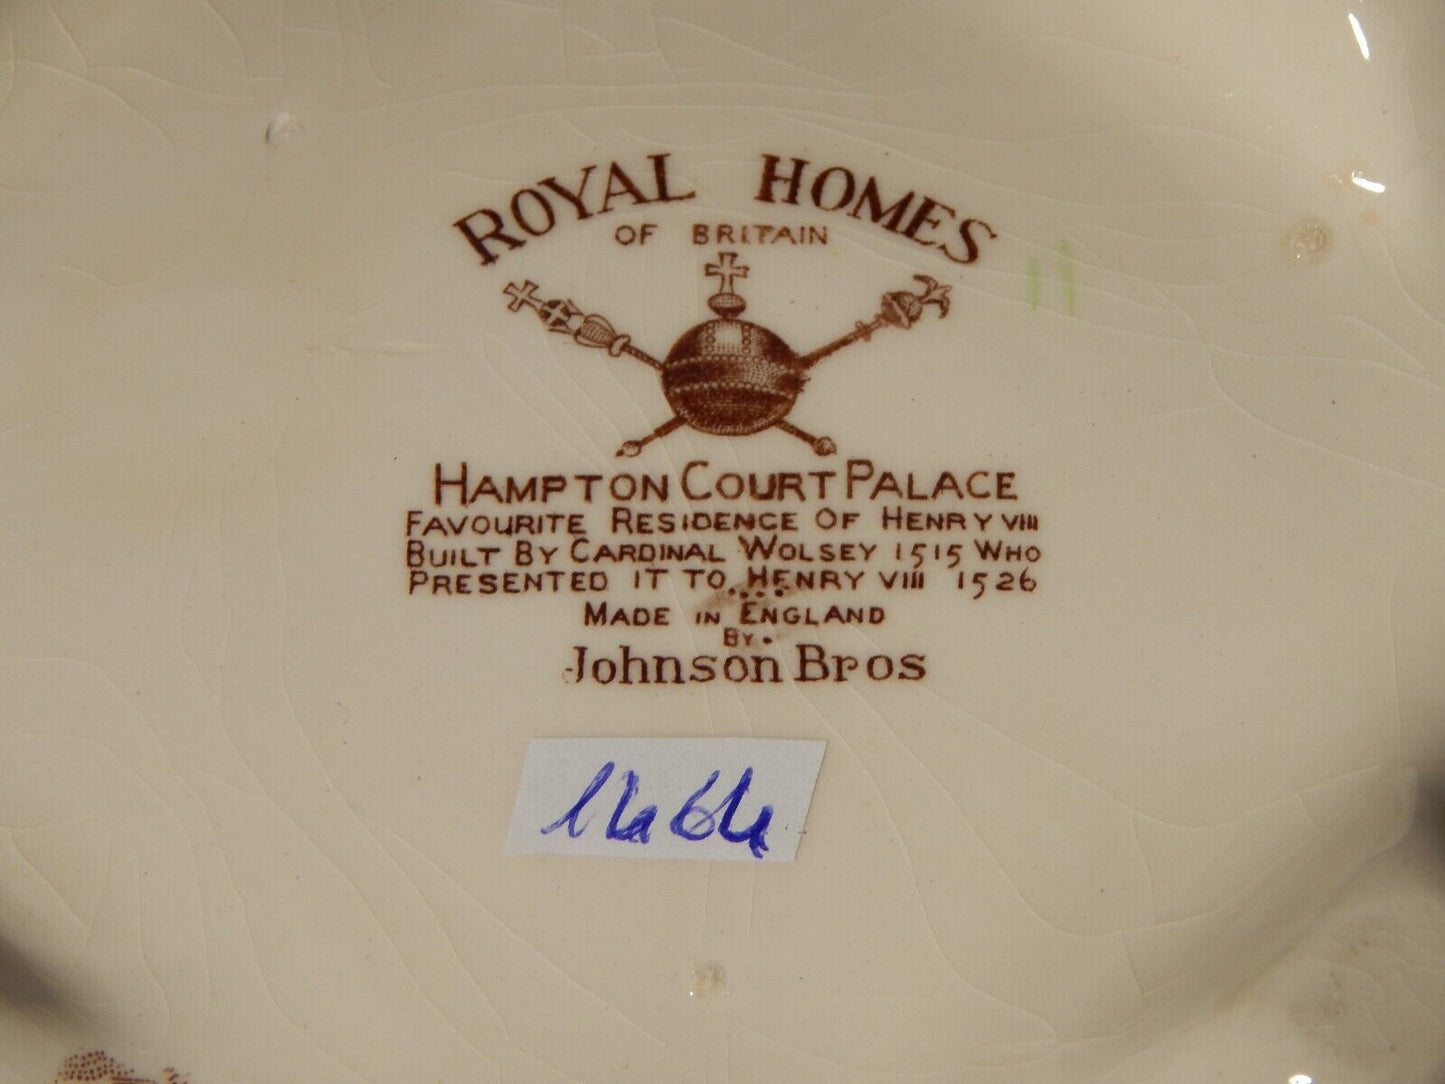 ROYAL HOMES
OF BRITAIN
HAMPTON COURT PALACE
FAVOURITE RESIDENCE OF HENRY VIII
BUILT BY CARDINAL WOLSEY 1515 WHO
PRESENTED IT TO HENRY VIII 1526
MADE IN ENGLAND
BY
Johnson Bros